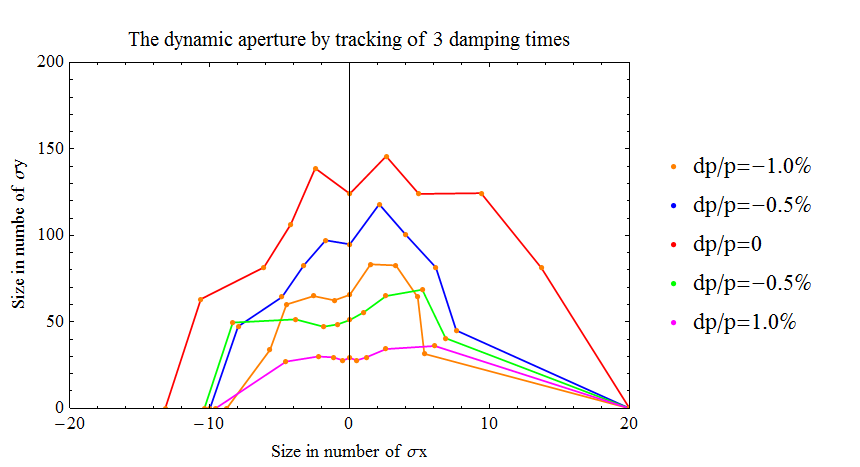 The dynamic aperture by tracking of 3 damping times
200
150
100
50
0
−20
−10
0
10
20
Size in numbe of σy
Size in number of σx
dp/p=−1.0%
dp/p=−0.5%
dp/p=0
dp/p=−0.5%
dp/p=1.0%